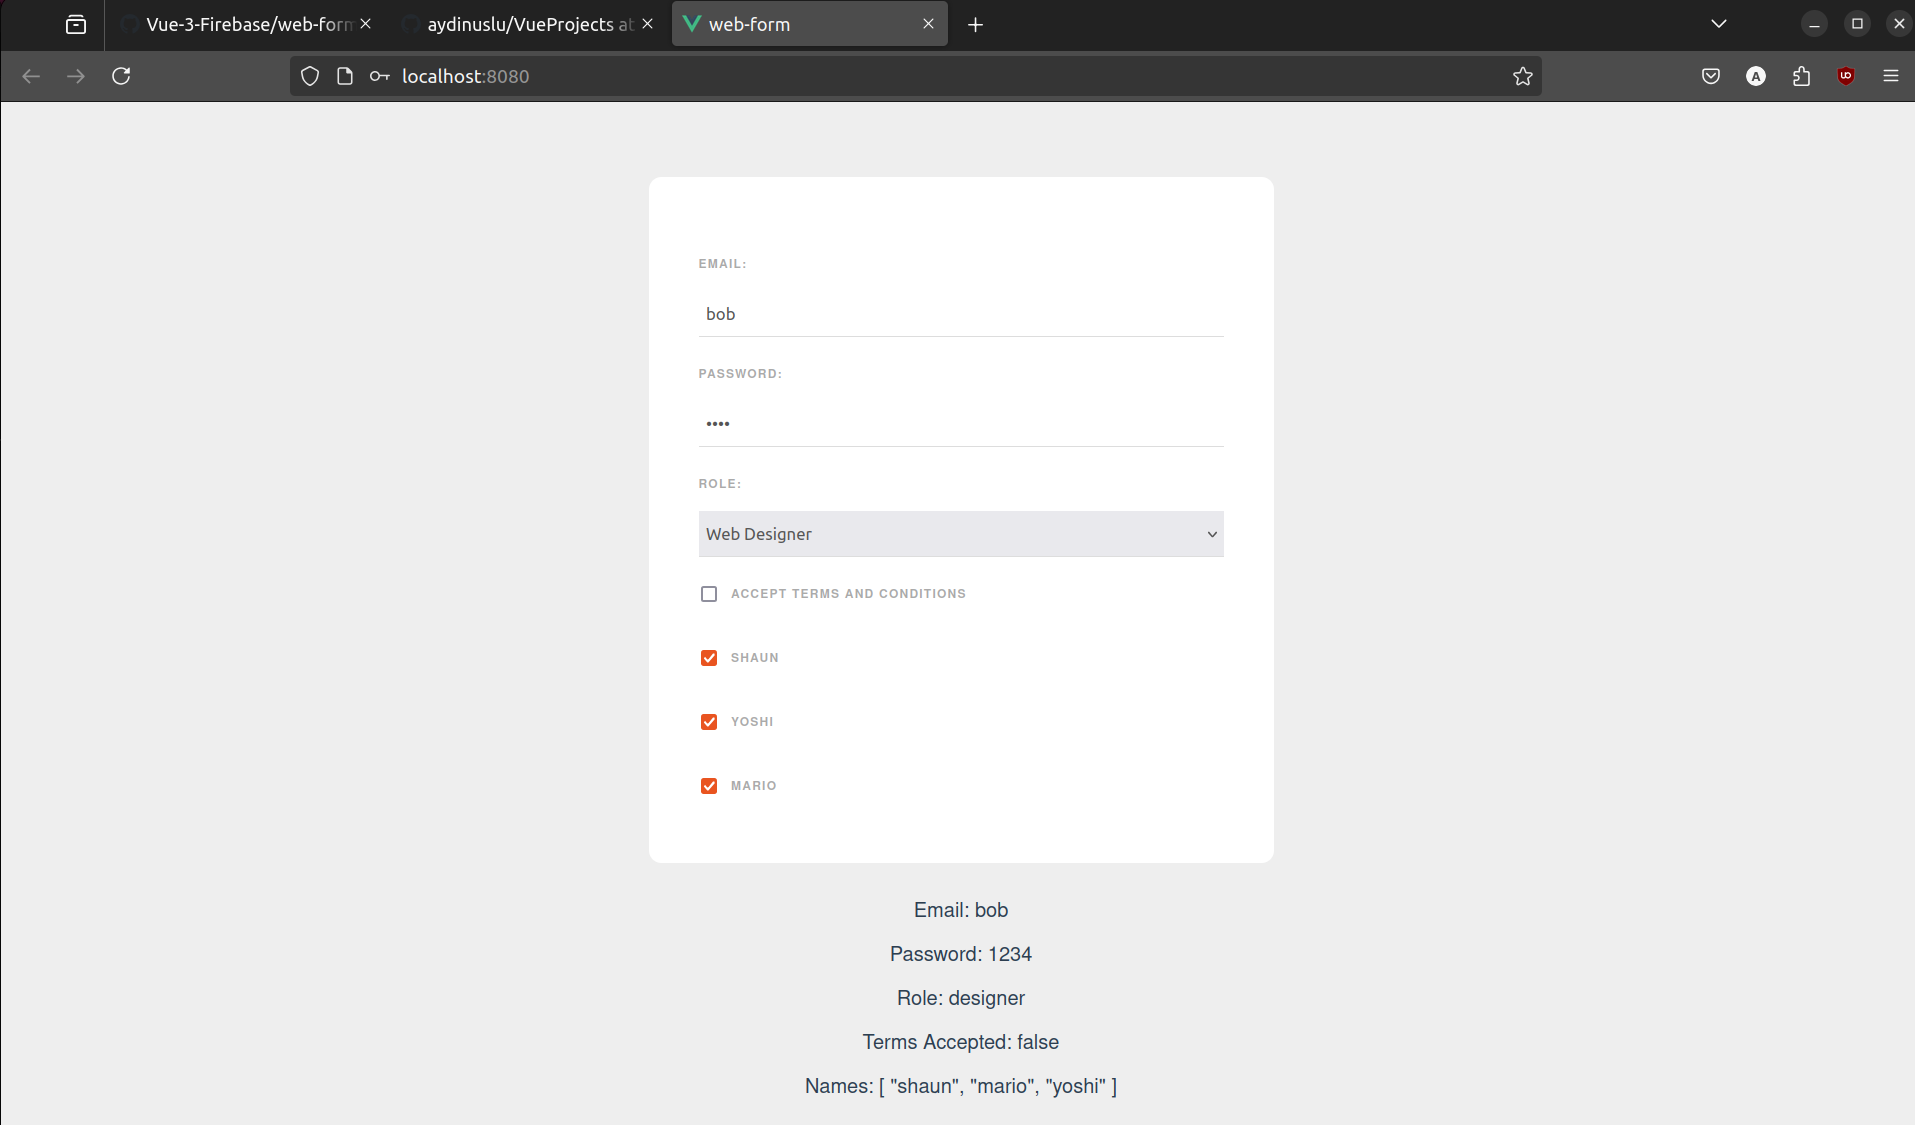 Vue-3-Firebase/web-form
aydinuslu/VueProjects at
web-form
localhost:8080
A
EMAIL:
bob
PASSWORD:
••••
ROLE:
Web Designer
ACCEPT TERMS AND CONDITIONS
SHAUN
YOSHI
MARIO
Email: bob
Password: 1234
Role: designer
Terms Accepted: false
Names: [ "shaun", "mario", "yoshi" ]